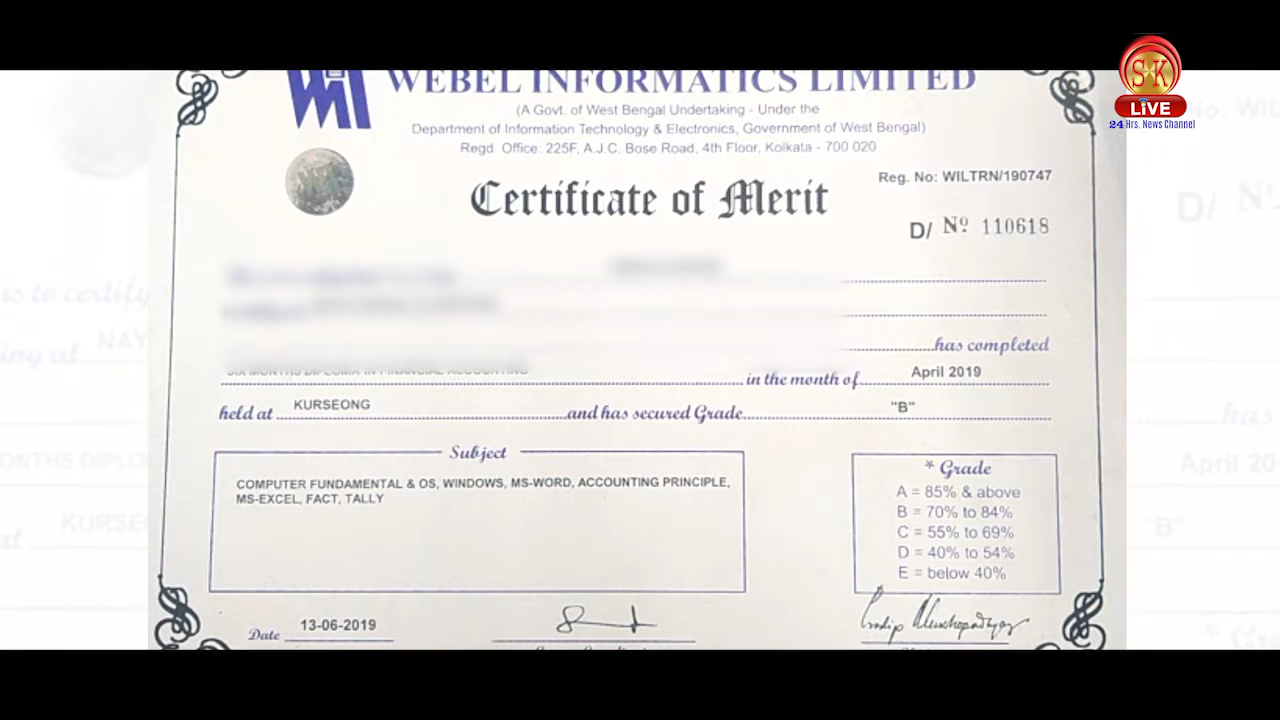 WEBEL INFORMATICS LIMITED
(A Govt. of West Bengal Undertaking - Under the
Department of Information Technology & Electronics, Government of West Bengal)
Regd. Office: 225F, A.J.C. Bose Road, 4th Floor, Kolkata - 700 020
Reg. No: WILTRN/190747
Certificate of Merit
D/ Nº 110618
has completed
in the month of April 2019
held at KURSEONG and has secured Grade "B"
Subject
COMPUTER FUNDAMENTAL & OS, WINDOWS, MS-WORD, ACCOUNTING PRINCIPLE,
MS-EXCEL, FACT, TALLY
* Grade
A = 85% & above
B = 70% to 84%
C = 55% to 69%
D = 40% to 54%
E = below 40%
Date 13-06-2019
SK
LIVE
24 Hrs. News Channel